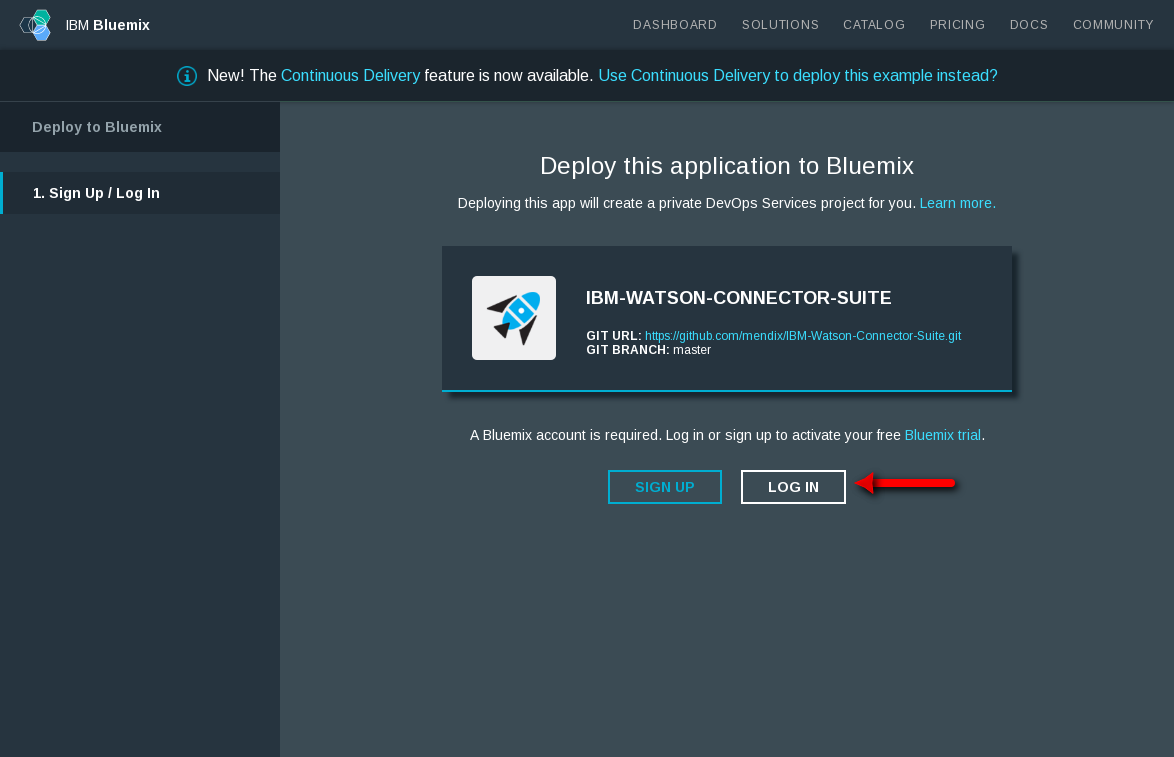 IBM Bluemix
DASHBOARD SOLUTIONS CATALOG PRICING DOCS COMMUNITY
New! The Continuous Delivery feature is now available. Use Continuous Delivery to deploy this example instead?
Deploy to Bluemix
1. Sign Up / Log In
Deploy this application to Bluemix
Deploying this app will create a private DevOps Services project for you. Learn more.
IBM-WATSON-CONNECTOR-SUITE
GIT URL: https://github.com/mendix/IBM-Watson-Connector-Suite.git
GIT BRANCH: master
A Bluemix account is required. Log in or sign up to activate your free Bluemix trial.
SIGN UP LOG IN